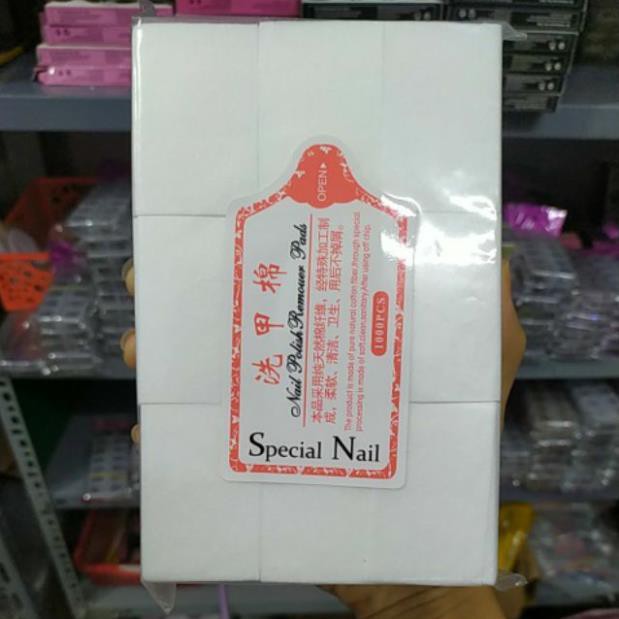 OPEN
洗甲棉
Nail Polish Remouer Pads
本品采用纯天然棉纤维,经特殊加工制
成,柔软、清洁、卫生、用后不掉屑。
The product is made of pure natural cotton fiber,through special
processing is made of soft,clean,sanitary.After using off chip.
1000PCS
Special Nail